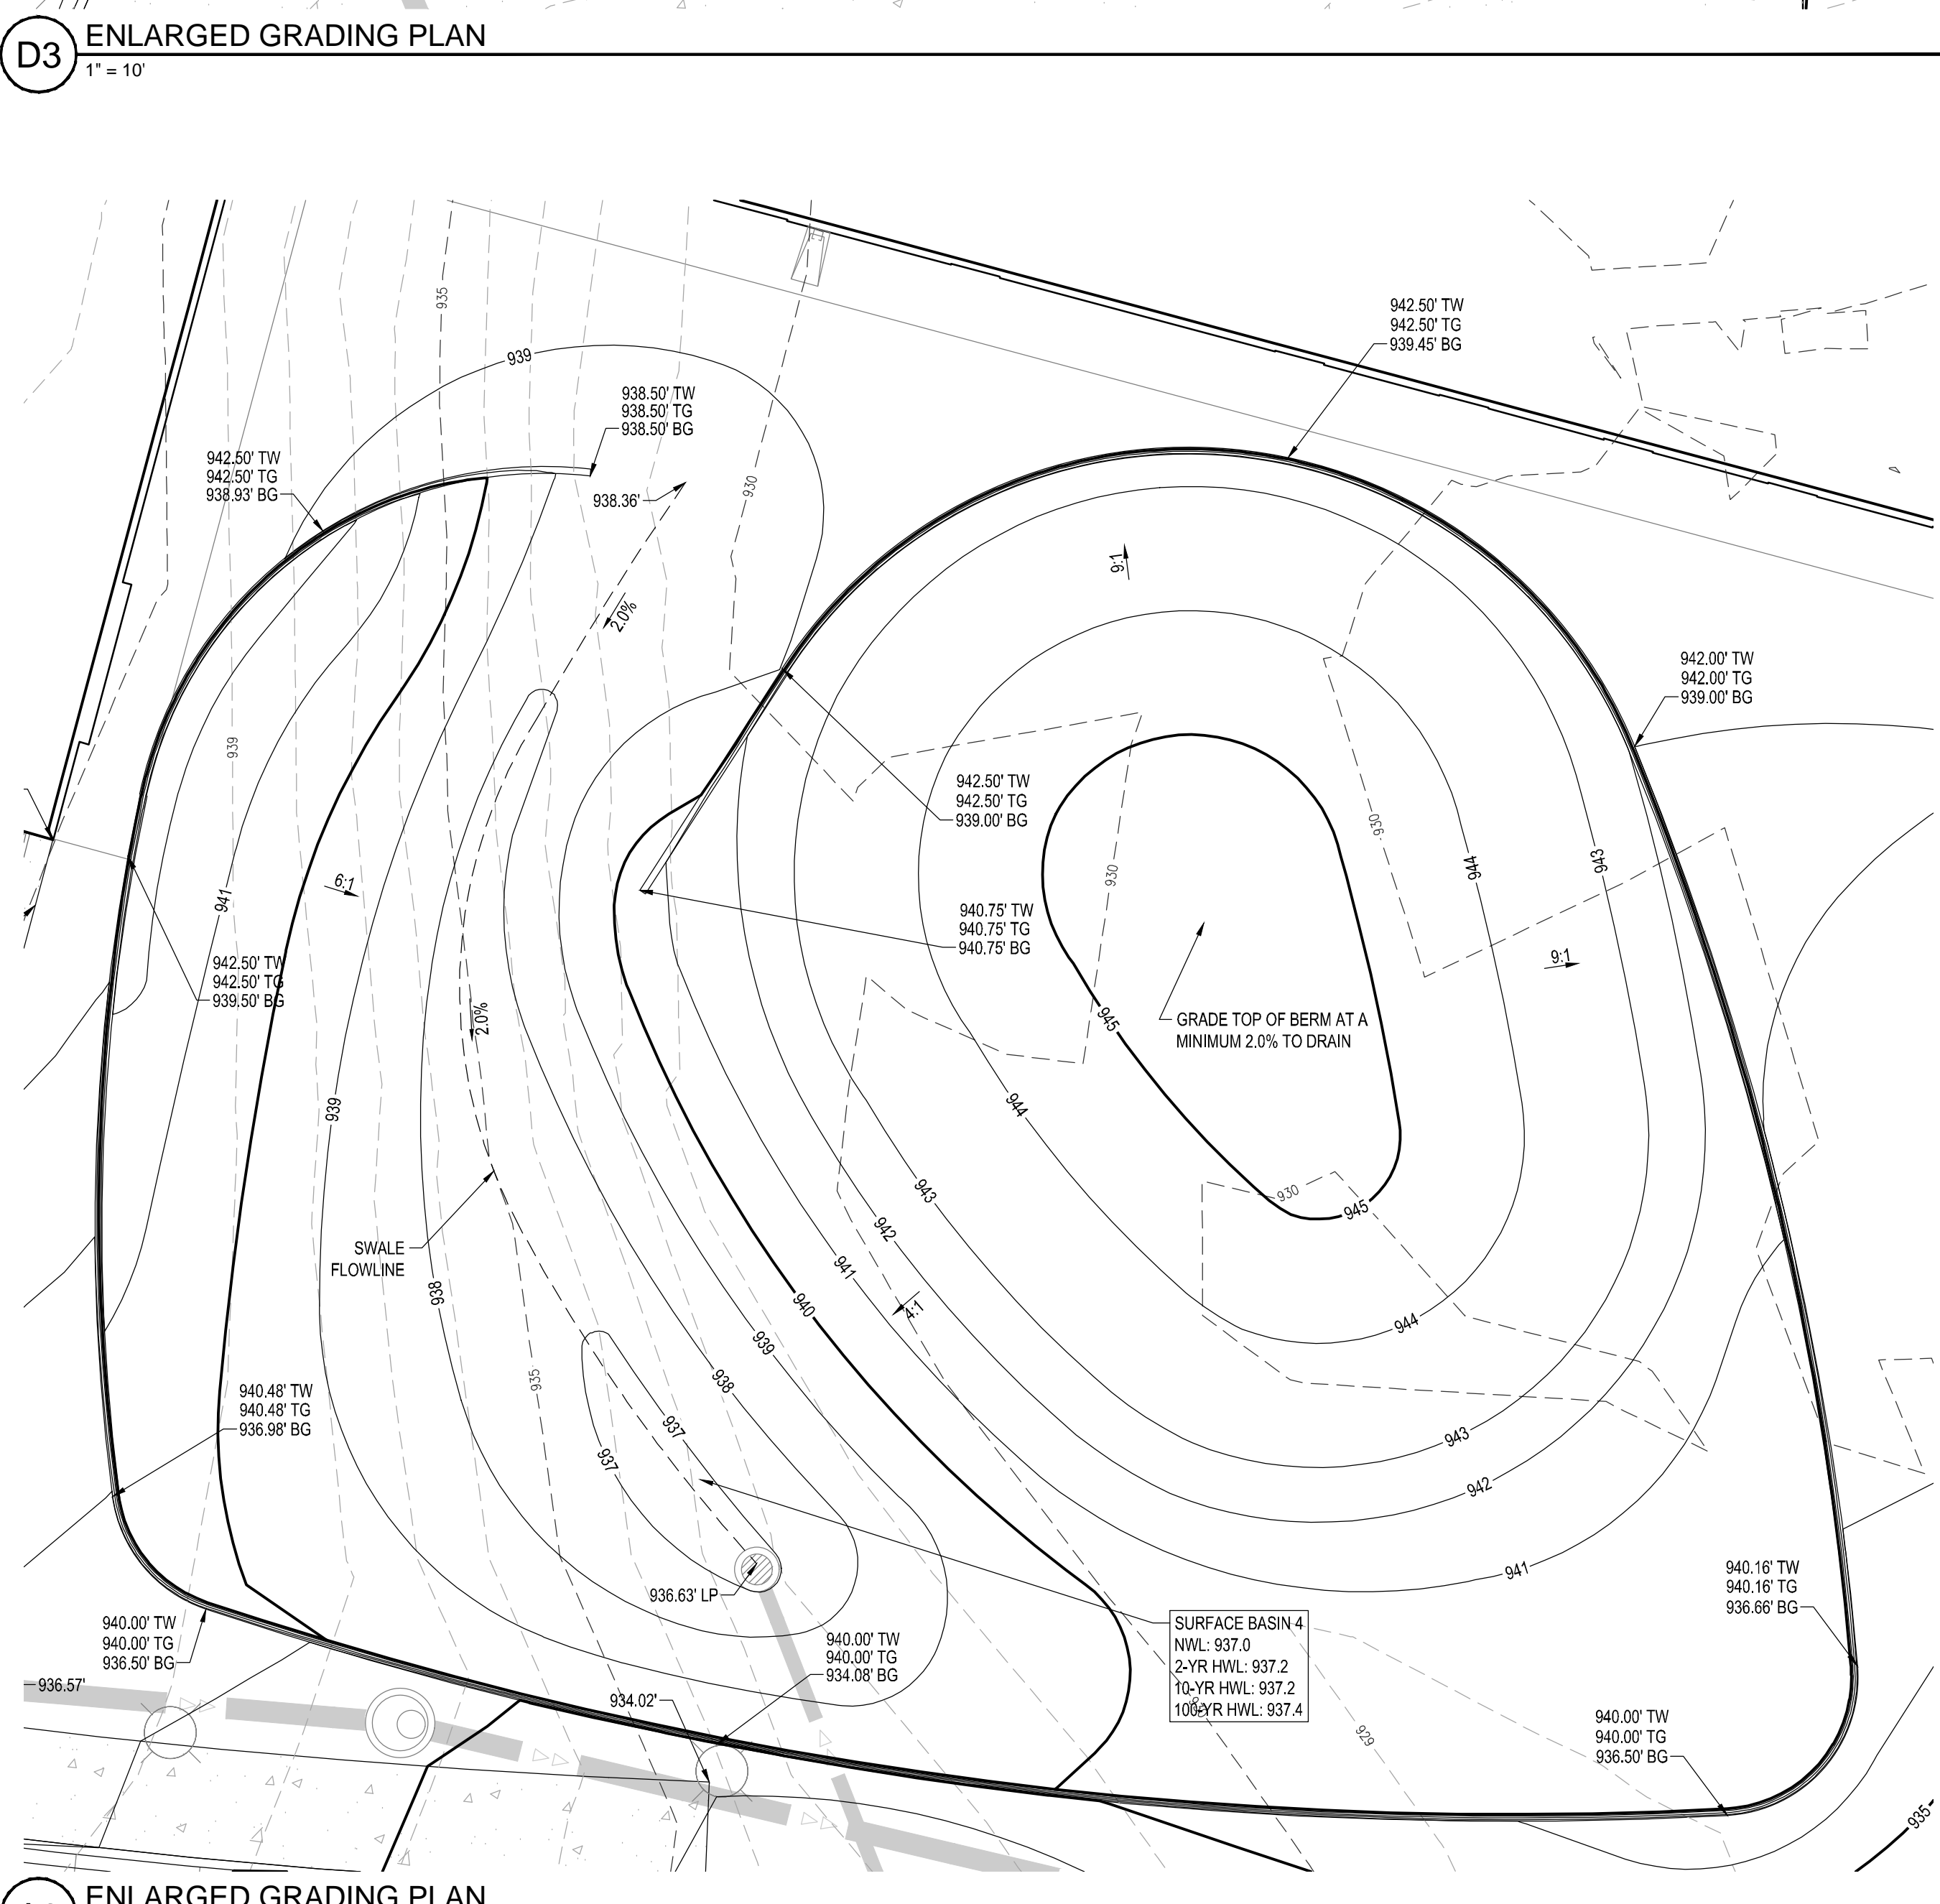 D3
ENLARGED GRADING PLAN
1" = 10'
942.50' TW
942.50' TG
939.45' BG
935
939
938.50' TW
938.50' TG
938.50' BG
942.50' TW
942.50' TG
938.93' BG
938.36'
930
9:1
2.0%
942.00' TW
942.00' TG
939.00' BG
939
942.50' TW
942.50' TG
939.00' BG
930
944
943
930
6:1
941
940.75' TW
940.75' TG
940.75' BG
9:1
942.50' TW
942.50' TG
939.50' BG
2.0%
945
GRADE TOP OF BERM AT A
MINIMUM 2.0% TO DRAIN
939
944
943
930
945
942
SWALE
FLOWLINE
941
938
940
4:1
944
939
935
938
940.48' TW
940.48' TG
936.98' BG
937
937
943
942
941
936.63' LP
940.16' TW
940.16' TG
936.66' BG
940.00' TW
940.00' TG
936.50' BG
SURFACE BASIN 4
NWL: 937.0
2-YR HWL: 937.2
10-YR HWL: 937.2
100-YR HWL: 937.4
940.00' TW
940.00' TG
934.08' BG
936.57'
934.02'
929
940.00' TW
940.00' TG
936.50' BG
935
ENLARGED GRADING PLAN